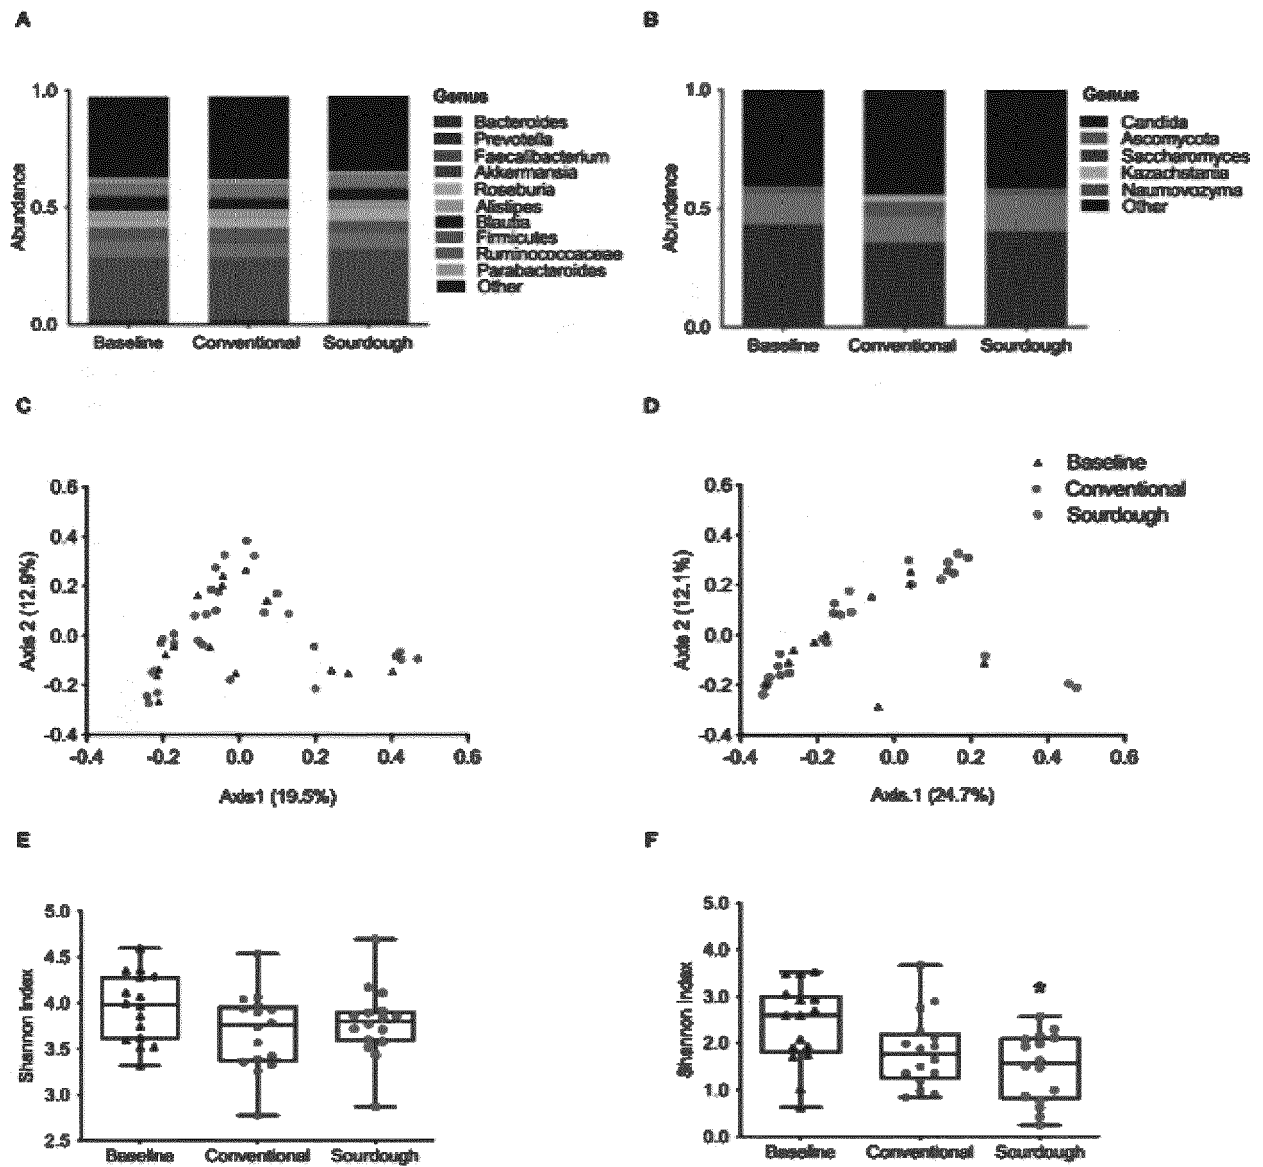 A
Abundance
1.0
0.5
0.0
Baseline Conventional Sourdough
Genus
Bacteroides
Prevotella
Faecalibacterium
Akkermansia
Roseburia
Alistipes
Blautia
Firmicutes
Ruminococcaceae
Parabacteroides
Other
B
Abundance
1.0
0.5
0.0
Baseline Conventional Sourdough
Genus
Candida
Ascomycota
Saccharomyces
Kazachstania
Naumovozyma
Other
C
Axis 2 (12.9%)
0.6
0.4
0.2
0.0
-0.2
-0.4
-0.4 -0.2 0.0 0.2 0.4 0.6
Axis1 (19.5%)
D
Baseline
Conventional
Sourdough
Axis 2 (12.1%)
0.6
0.4
0.2
0.0
-0.2
-0.4
-0.4 -0.2 0.0 0.2 0.4 0.6
Axis.1 (24.7%)
E
Shannon Index
5.0
4.5
4.0
3.5
3.0
2.5
Baseline Conventional Sourdough
F
Shannon Index
5.0
4.0
3.0
2.0
1.0
0.0
*
Baseline Conventional Sourdough